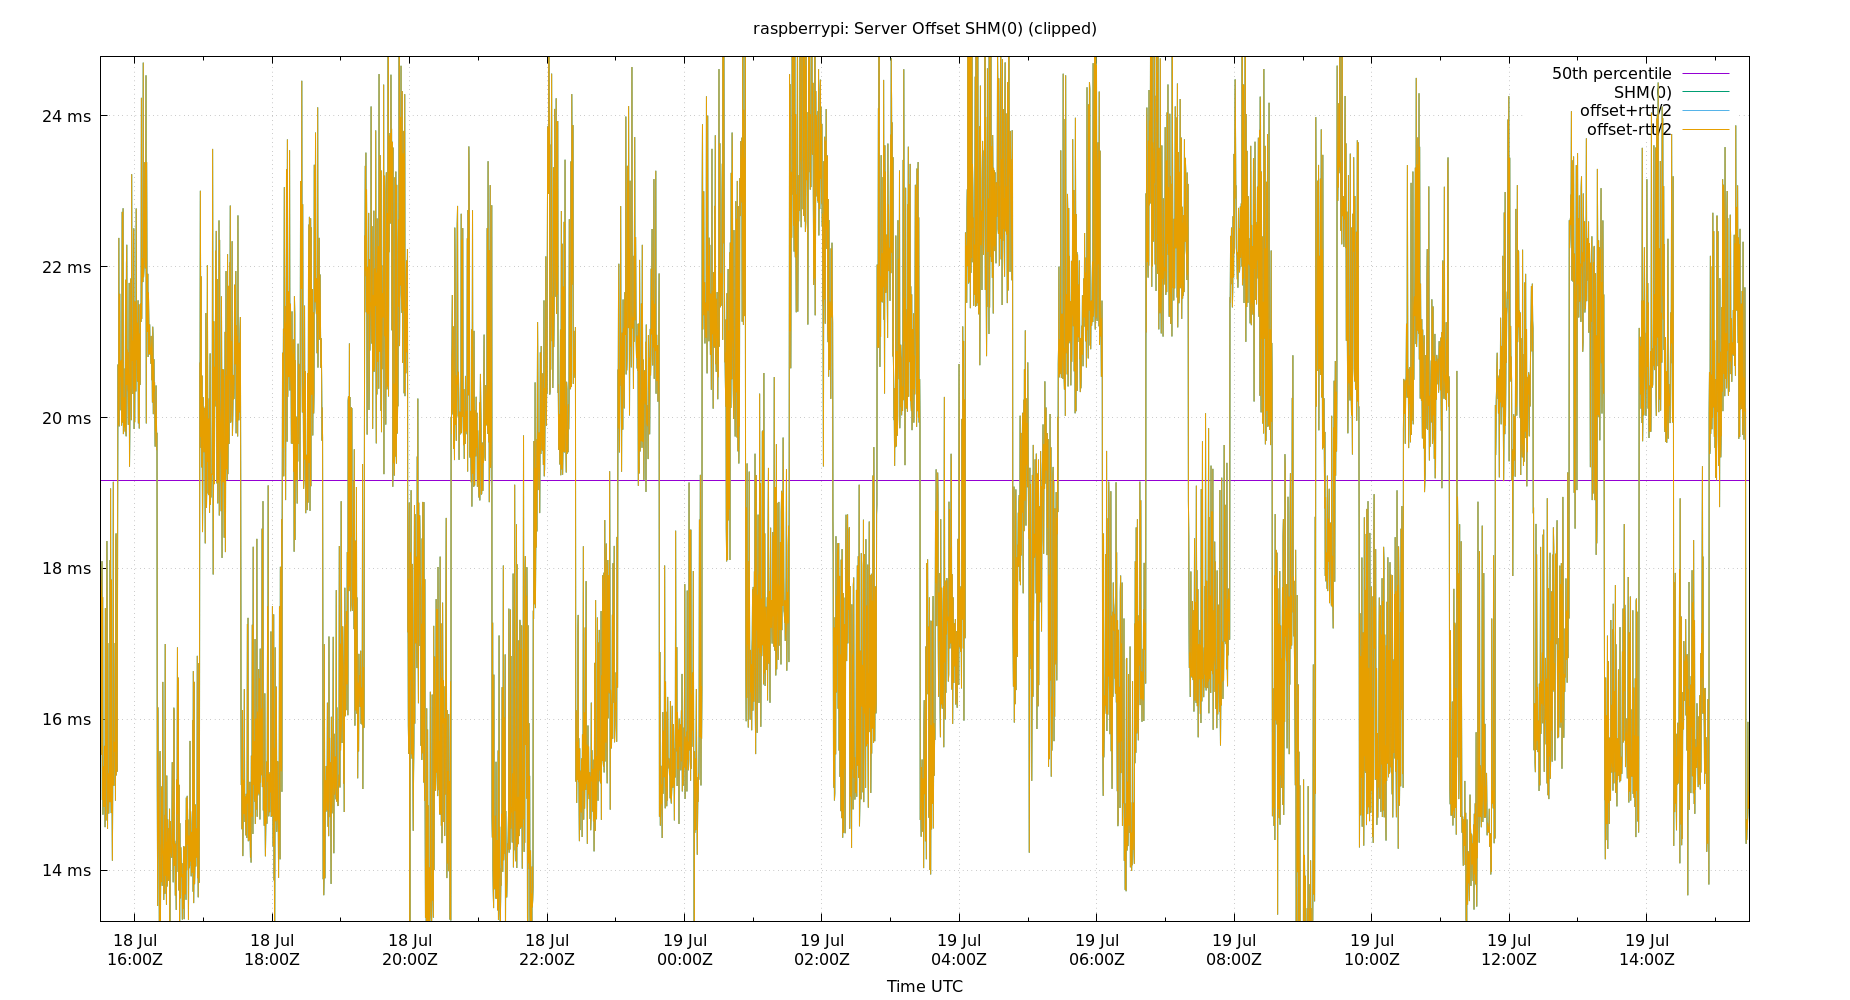 raspberrypi: Server Offset SHM(0) (clipped)
50th percentile
SHM(0)
offset+rtt/2
offset-rtt/2
24 ms
22 ms
20 ms
18 ms
16 ms
14 ms
18 Jul 18 Jul 18 Jul 18 Jul 19 Jul 19 Jul 19 Jul 19 Jul 19 Jul 19 Jul 19 Jul 19 Jul
16:00Z 18:00Z 20:00Z 22:00Z 00:00Z 02:00Z 04:00Z 06:00Z 08:00Z 10:00Z 12:00Z 14:00Z
Time UTC